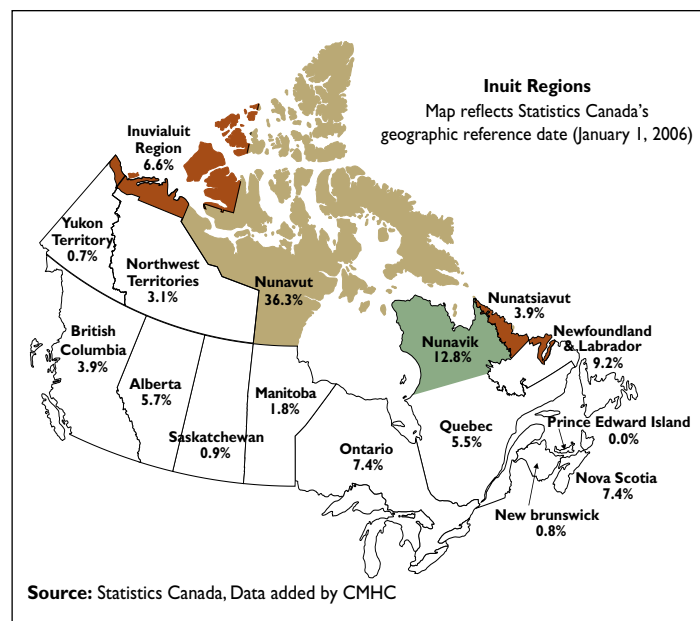 Inuit Regions
Map reflects Statistics Canada's
geographic reference date (January 1, 2006)
Inuvialuit
Region
6.6%
Yukon
Territory
0.7%
Northwest
Territories
3.1%
Nunavut
36.3%
Nunatsiavut
3.9%
Nunavik
12.8%
Newfoundland
& Labrador
9.2%
British
Columbia
3.9%
Alberta
5.7%
Saskatchewan
0.9%
Manitoba
1.8%
Ontario
7.4%
Quebec
5.5%
Prince Edward Island
0.0%
Nova Scotia
7.4%
New brunswick
0.8%
Source: Statistics Canada, Data added by CMHC